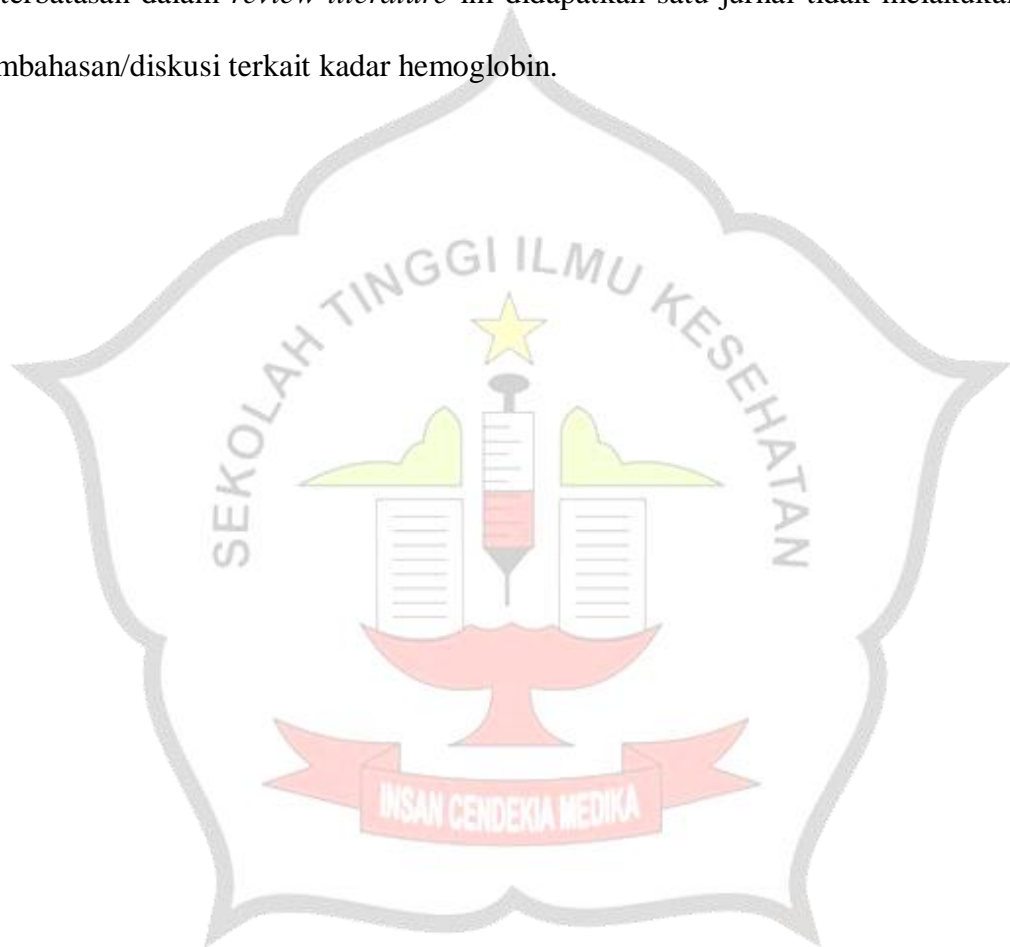 terbatasan dalam review literature ini didapatkan satu jurnal tidak melakukan
mbahasan/diskusi terkait kadar hemoglobin.
SEKOLAH TINGGI ILMU KESEHATAN
INSAN CENDEKIA MEDIKA